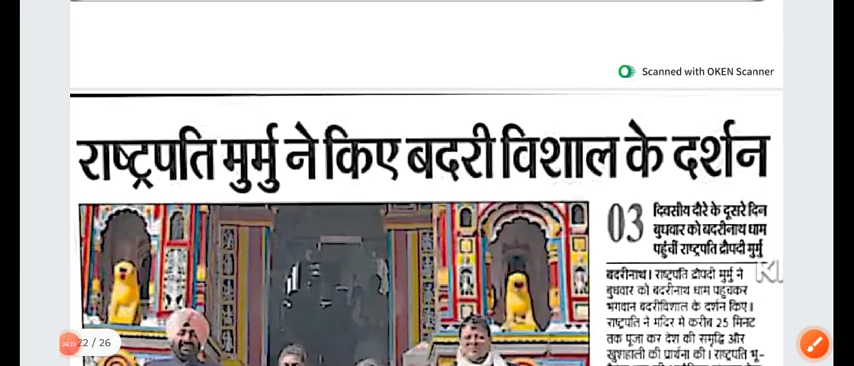 Scanned with OKEN Scanner
राष्ट्रपति मुर्मु ने किए बदरी विशाल के दर्शन
03
दिवसीय दौरे के दूसरे दिन
बुधवार को बदरीनाथ धाम
पहुंचीं राष्ट्रपति द्रौपदी मुर्मु
बदरीनाथ। राष्ट्रपति द्रौपदी मुर्मु ने
बुधवार को बदरीनाथ धाम पहुंचकर
भगवान बदरीविशाल के दर्शन किए।
राष्ट्रपति ने मंदिर में करीब 25 मिनट
तक पूजा कर देश की समृद्धि और
खुशहाली की प्रार्थना की। राष्ट्रपति भू-
22 / 26